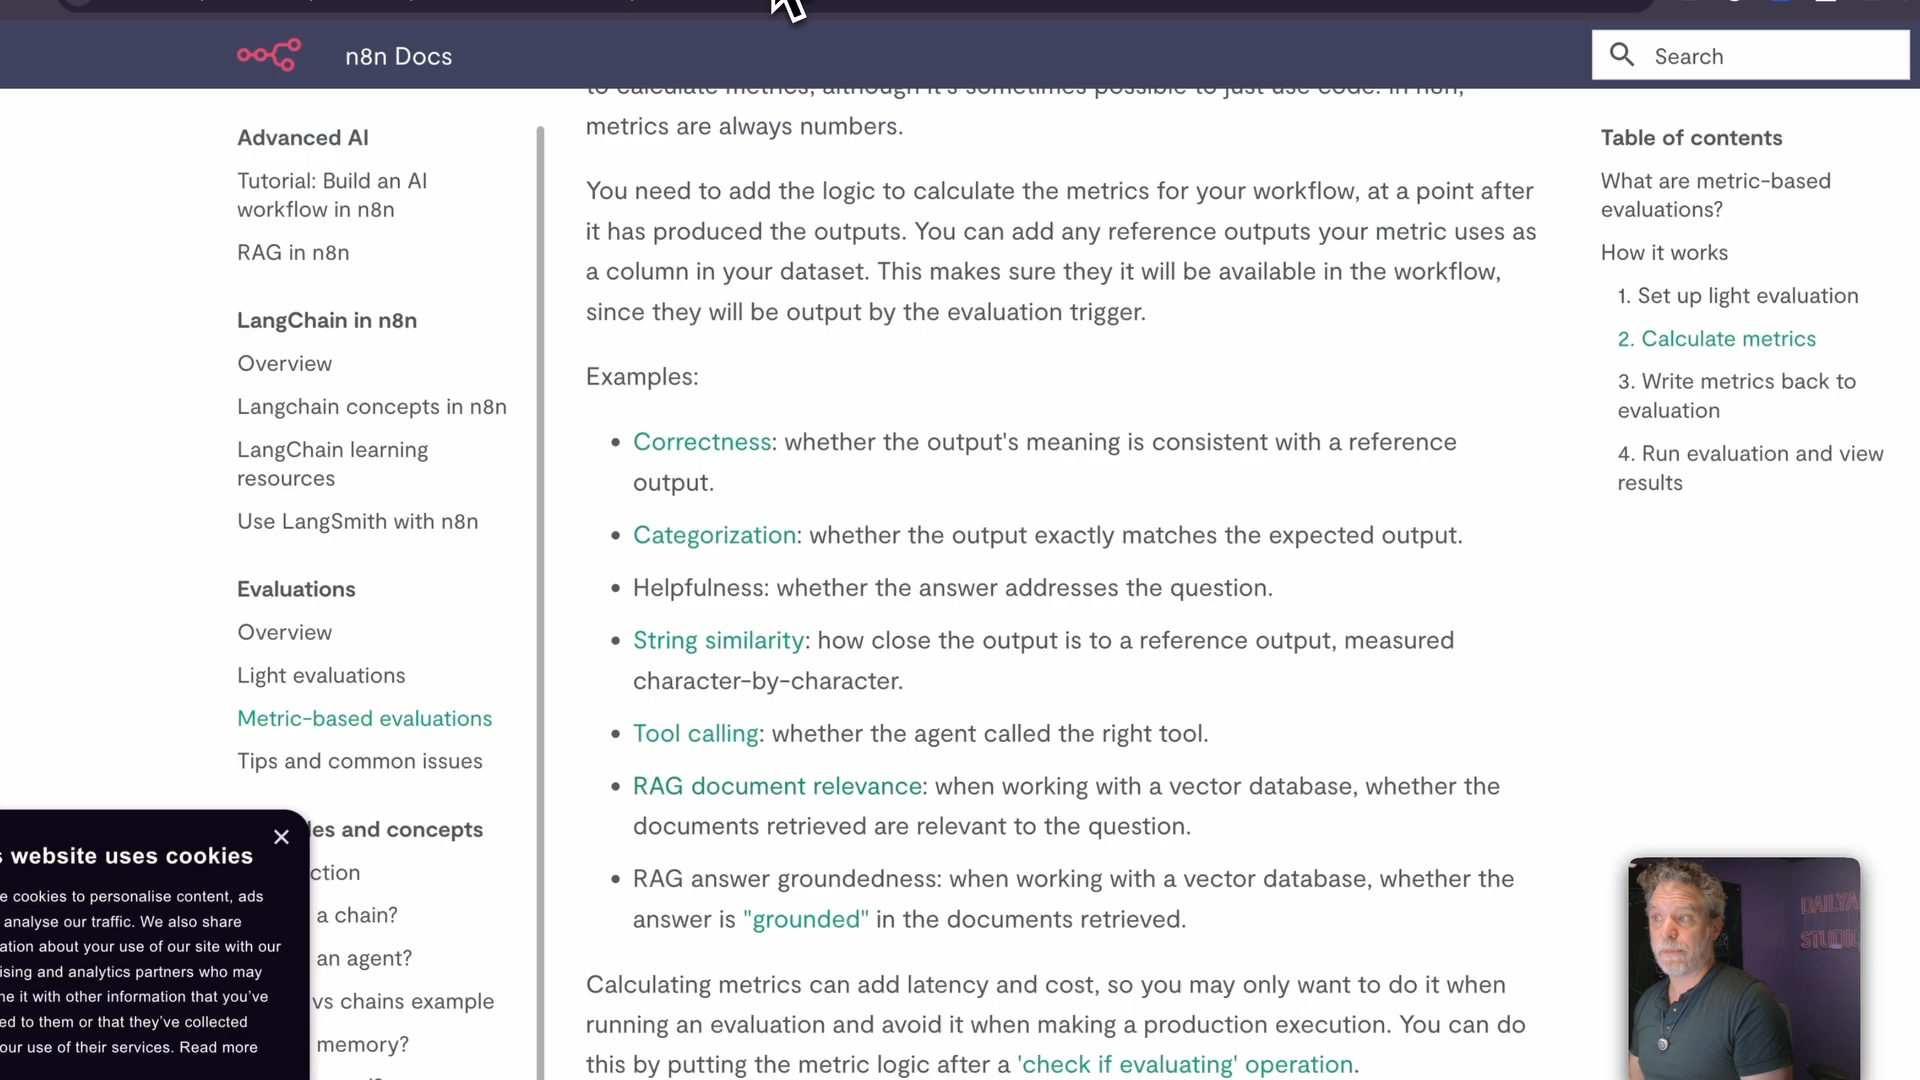 n8n Docs
Search
Advanced AI
Tutorial: Build an AI
workflow in n8n
RAG in n8n
LangChain in n8n
Overview
Langchain concepts in n8n
LangChain learning
resources
Use LangSmith with n8n
Evaluations
Overview
Light evaluations
Metric-based evaluations
Tips and common issues
les and concepts
ction
a chain?
an agent?
vs chains example
memory?
website uses cookies
e cookies to personalise content, ads
analyse our traffic. We also share
ation about your use of our site with our
ising and analytics partners who may
ne it with other information that you've
ed to them or that they've collected
our use of their services. Read more
to calculate metrics, although it's sometimes possible to just use code. In n8n,
metrics are always numbers.
You need to add the logic to calculate the metrics for your workflow, at a point after
it has produced the outputs. You can add any reference outputs your metric uses as
a column in your dataset. This makes sure they it will be available in the workflow,
since they will be output by the evaluation trigger.
Examples:
• Correctness: whether the output's meaning is consistent with a reference
output.
• Categorization: whether the output exactly matches the expected output.
• Helpfulness: whether the answer addresses the question.
• String similarity: how close the output is to a reference output, measured
character-by-character.
• Tool calling: whether the agent called the right tool.
• RAG document relevance: when working with a vector database, whether the
documents retrieved are relevant to the question.
• RAG answer groundedness: when working with a vector database, whether the
answer is "grounded" in the documents retrieved.
Calculating metrics can add latency and cost, so you may only want to do it when
running an evaluation and avoid it when making a production execution. You can do
this by putting the metric logic after a 'check if evaluating' operation.
Table of contents
What are metric-based
evaluations?
How it works
1. Set up light evaluation
2. Calculate metrics
3. Write metrics back to
evaluation
4. Run evaluation and view
results
DAILYA
STUDIO